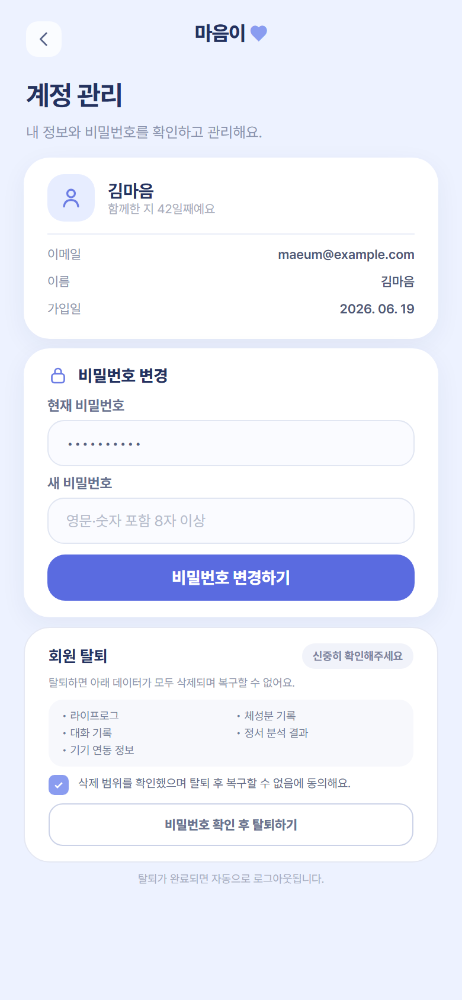 마음이
계정 관리
내 정보와 비밀번호를 확인하고 관리해요.
김마음
함께한 지 42일째예요
이메일 maeum@example.com
이름 김마음
가입일 2026. 06. 19
비밀번호 변경
현재 비밀번호
••••••••••
새 비밀번호
영문·숫자 포함 8자 이상
비밀번호 변경하기
회원 탈퇴 신중히 확인해주세요
탈퇴하면 아래 데이터가 모두 삭제되며 복구할 수 없어요.
• 라이프로그 • 체성분 기록
• 대화 기록 • 정서 분석 결과
• 기기 연동 정보
삭제 범위를 확인했으며 탈퇴 후 복구할 수 없음에 동의해요.
비밀번호 확인 후 탈퇴하기
탈퇴가 완료되면 자동으로 로그아웃됩니다.